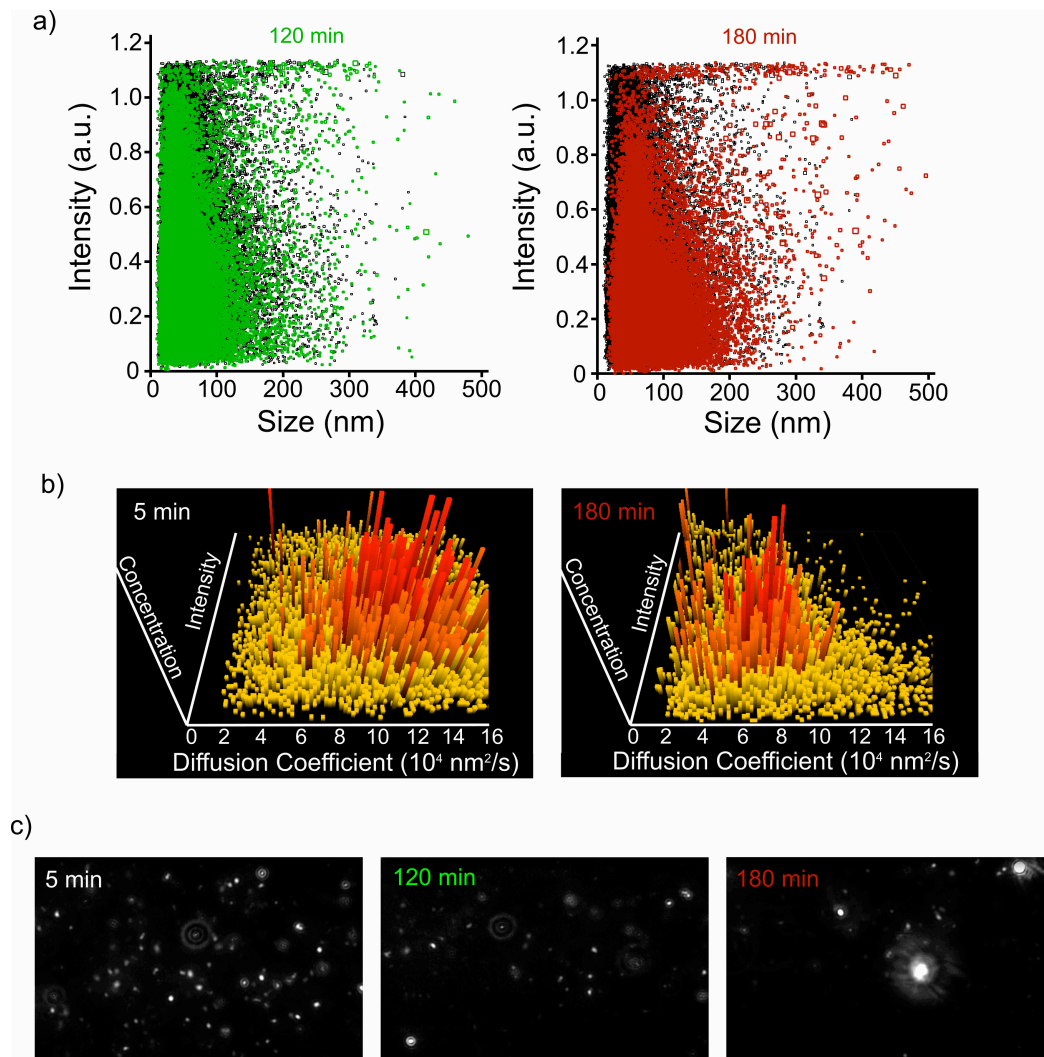 a)
120 min
180 min
1.2
1.0
0.8
0.6
0.4
0.2
0
Intensity (a.u.)
0 100 200 300 400 500
Size (nm)
1.2
1.0
0.8
0.6
0.4
0.2
0
Intensity (a.u.)
0 100 200 300 400 500
Size (nm)
b)
5 min
Concentration
Intensity
0 2 4 6 8 10 12 14 16
Diffusion Coefficient (10⁴ nm²/s)
180 min
Concentration
Intensity
0 2 4 6 8 10 12 14 16
Diffusion Coefficient (10⁴ nm²/s)
c)
5 min
120 min
180 min